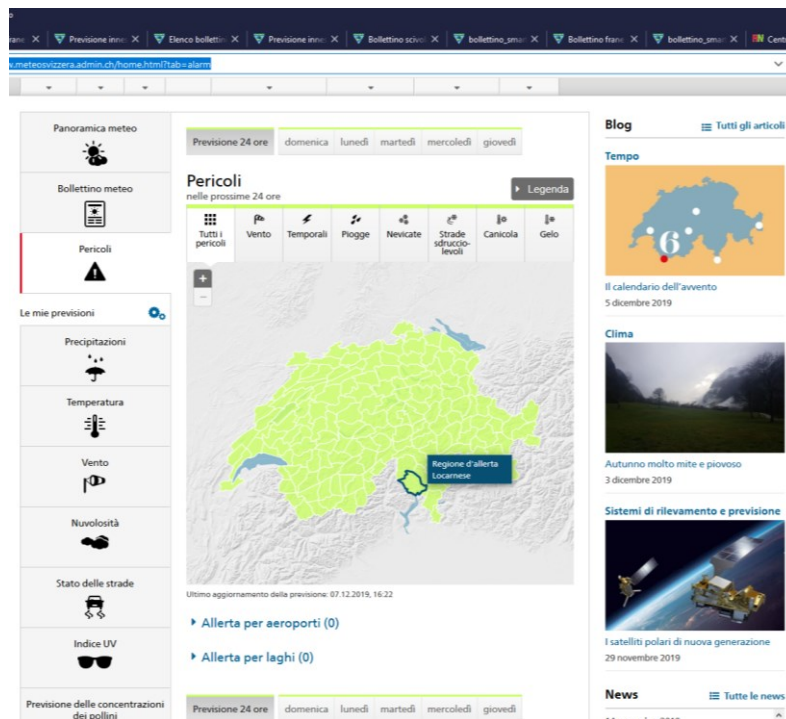 Previsione inne
Elenco bollettin
Previsione inne
Bollettino scivol
bollettino_sma
Bollettino frane
bollettino_sma
Cent
.meteosvizzera.admin.ch/home.html?tab=alarm
Panoramica meteo
Bollettino meteo
Pericoli
Le mie previsioni
Precipitazioni
Temperatura
Vento
Nuvolosità
Stato delle strade
Indice UV
Previsione delle concentrazioni
dei pollini
Previsione 24 ore domenica lunedì martedì mercoledì giovedì
Pericoli
nelle prossime 24 ore
Legenda
Tutti i
pericoli
Vento
Temporali
Piogge
Nevicate
Strade
sdruccio-
levoli
Canicola
Gelo
+
−
Regione d'allerta
Locarnese
Ultimo aggiornamento della previsione: 07.12.2019, 16:22
Allerta per aeroporti (0)
Allerta per laghi (0)
Previsione 24 ore domenica lunedì martedì mercoledì giovedì
Blog
Tutti gli articoli
Tempo
6
Il calendario dell'avvento
5 dicembre 2019
Clima
Autunno molto mite e piovoso
3 dicembre 2019
Sistemi di rilevamento e previsione
I satelliti polari di nuova generazione
29 novembre 2019
News
Tutte le news